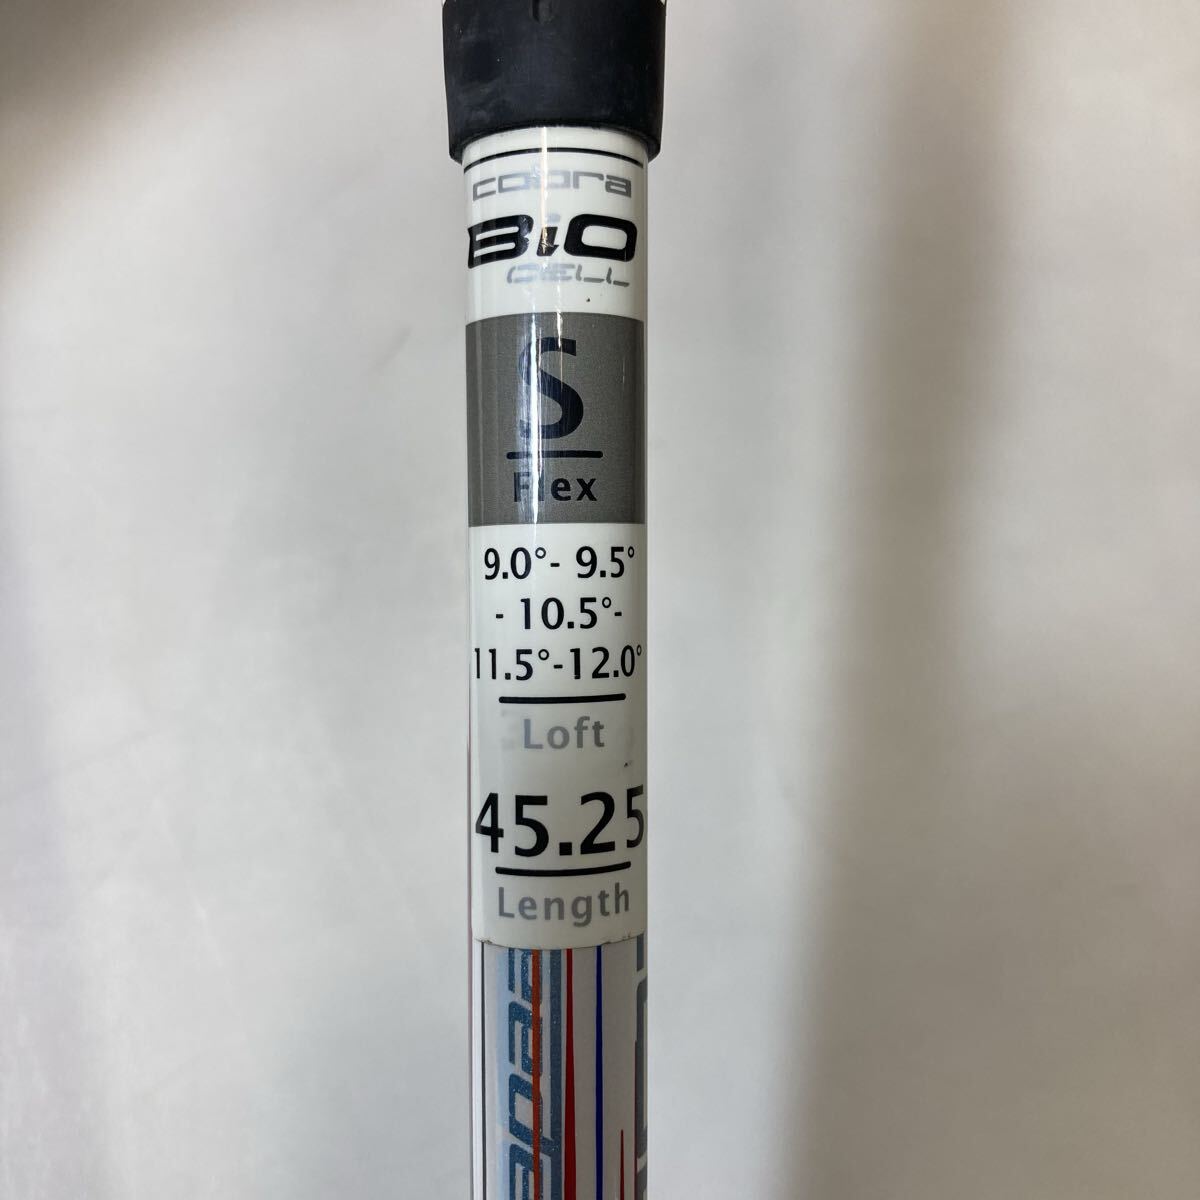 cobra
BiO
CELL
S
Flex
9.0°- 9.5°
- 10.5°-
11.5°-12.0°
Loft
45.25
Length